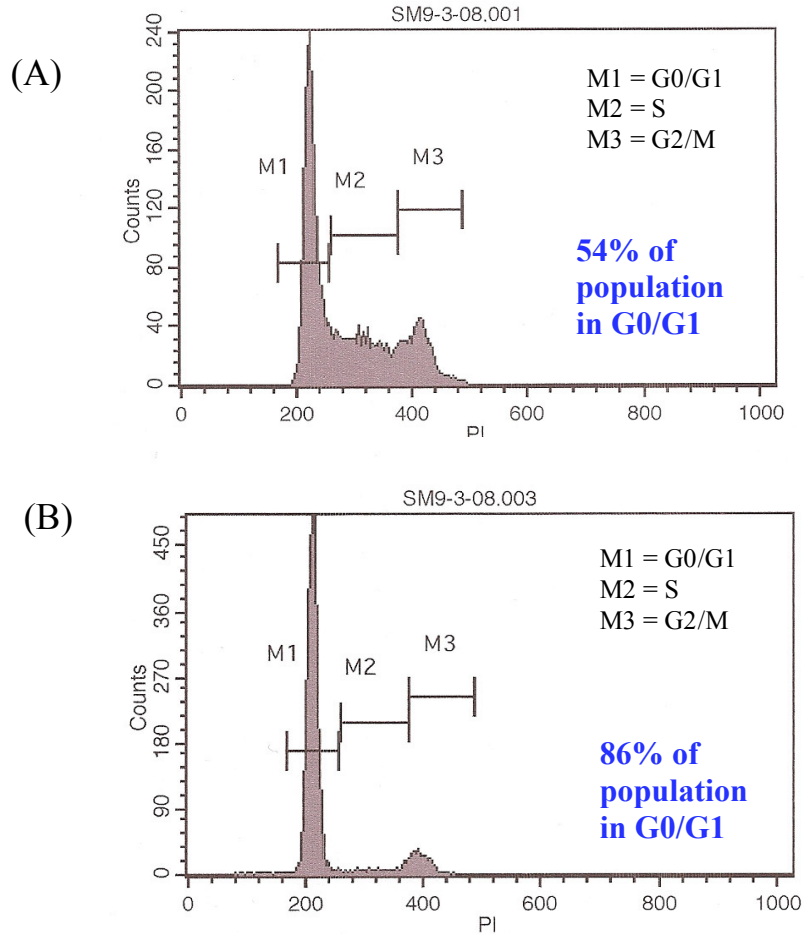 SM9-3-08.001
(A)
240
200
160
120
80
40
0
Counts
M1
M2
M3
M1 = G0/G1
M2 = S
M3 = G2/M
54% of
population
in G0/G1
0 200 400 600 800 1000
PI
SM9-3-08.003
(B)
450
360
270
180
90
0
Counts
M1
M2
M3
M1 = G0/G1
M2 = S
M3 = G2/M
86% of
population
in G0/G1
0 200 400 600 800 1000
PI